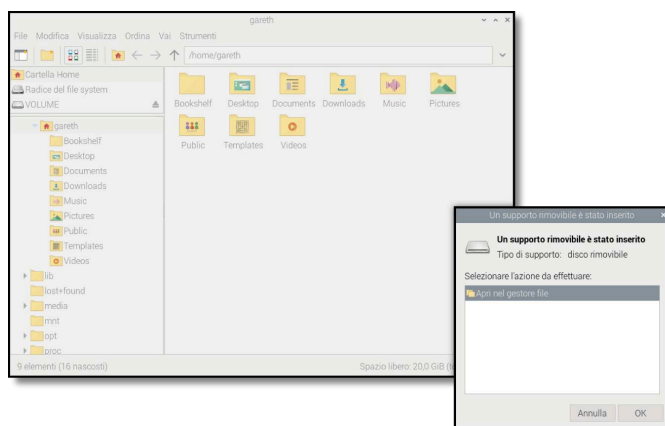 gareth
File Modifica Visualizza Ordina Vai Strumenti
/home/gareth
Cartella Home
Radice del file system
VOLUME
gareth
Bookshelf
Desktop
Documents
Downloads
Music
Pictures
Public
Templates
Videos
lib
lost+found
media
mnt
opt
proc
Bookshelf Desktop Documents Downloads Music Pictures
Public Templates Videos
9 elementi (16 nascosti)
Spazio libero: 20,0 GiB
Un supporto rimovibile è stato inserito
Un supporto rimovibile è stato inserito
Tipo di supporto: disco rimovibile
Selezionare l'azione da effettuare:
Apri nel gestore file
Annulla OK